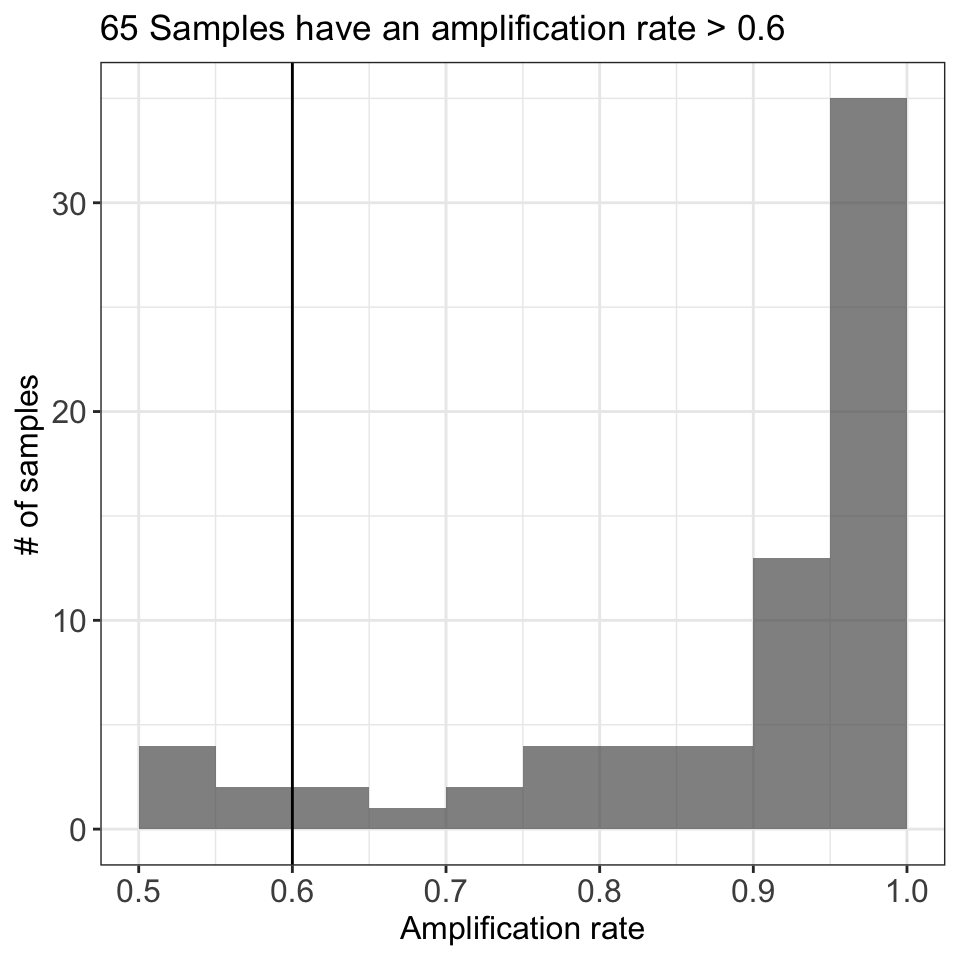 65 Samples have an amplification rate > 0.6
# of samples
30
20
10
0
0.5 0.6 0.7 0.8 0.9 1.0
Amplification rate